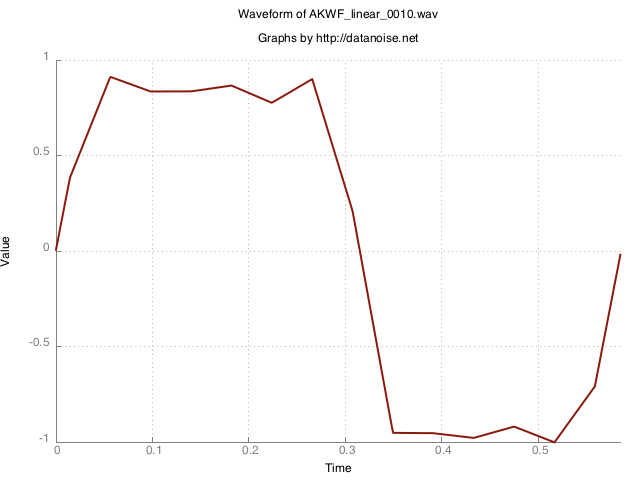 Waveform of AKWF_linear_0010.wav
Graphs by http://datanoise.net
1
0.5
0
-0.5
-1
Value
0 0.1 0.2 0.3 0.4 0.5
Time